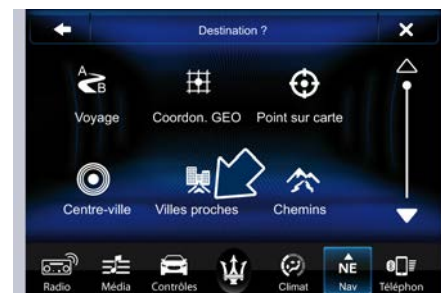 Destination ?
A
B
Voyage
Coordon. GEO
Point sur carte
Centre-ville
Villes proches
Chemins
NE
Radio
Média
Contrôles
Climat
Nav
Téléphon